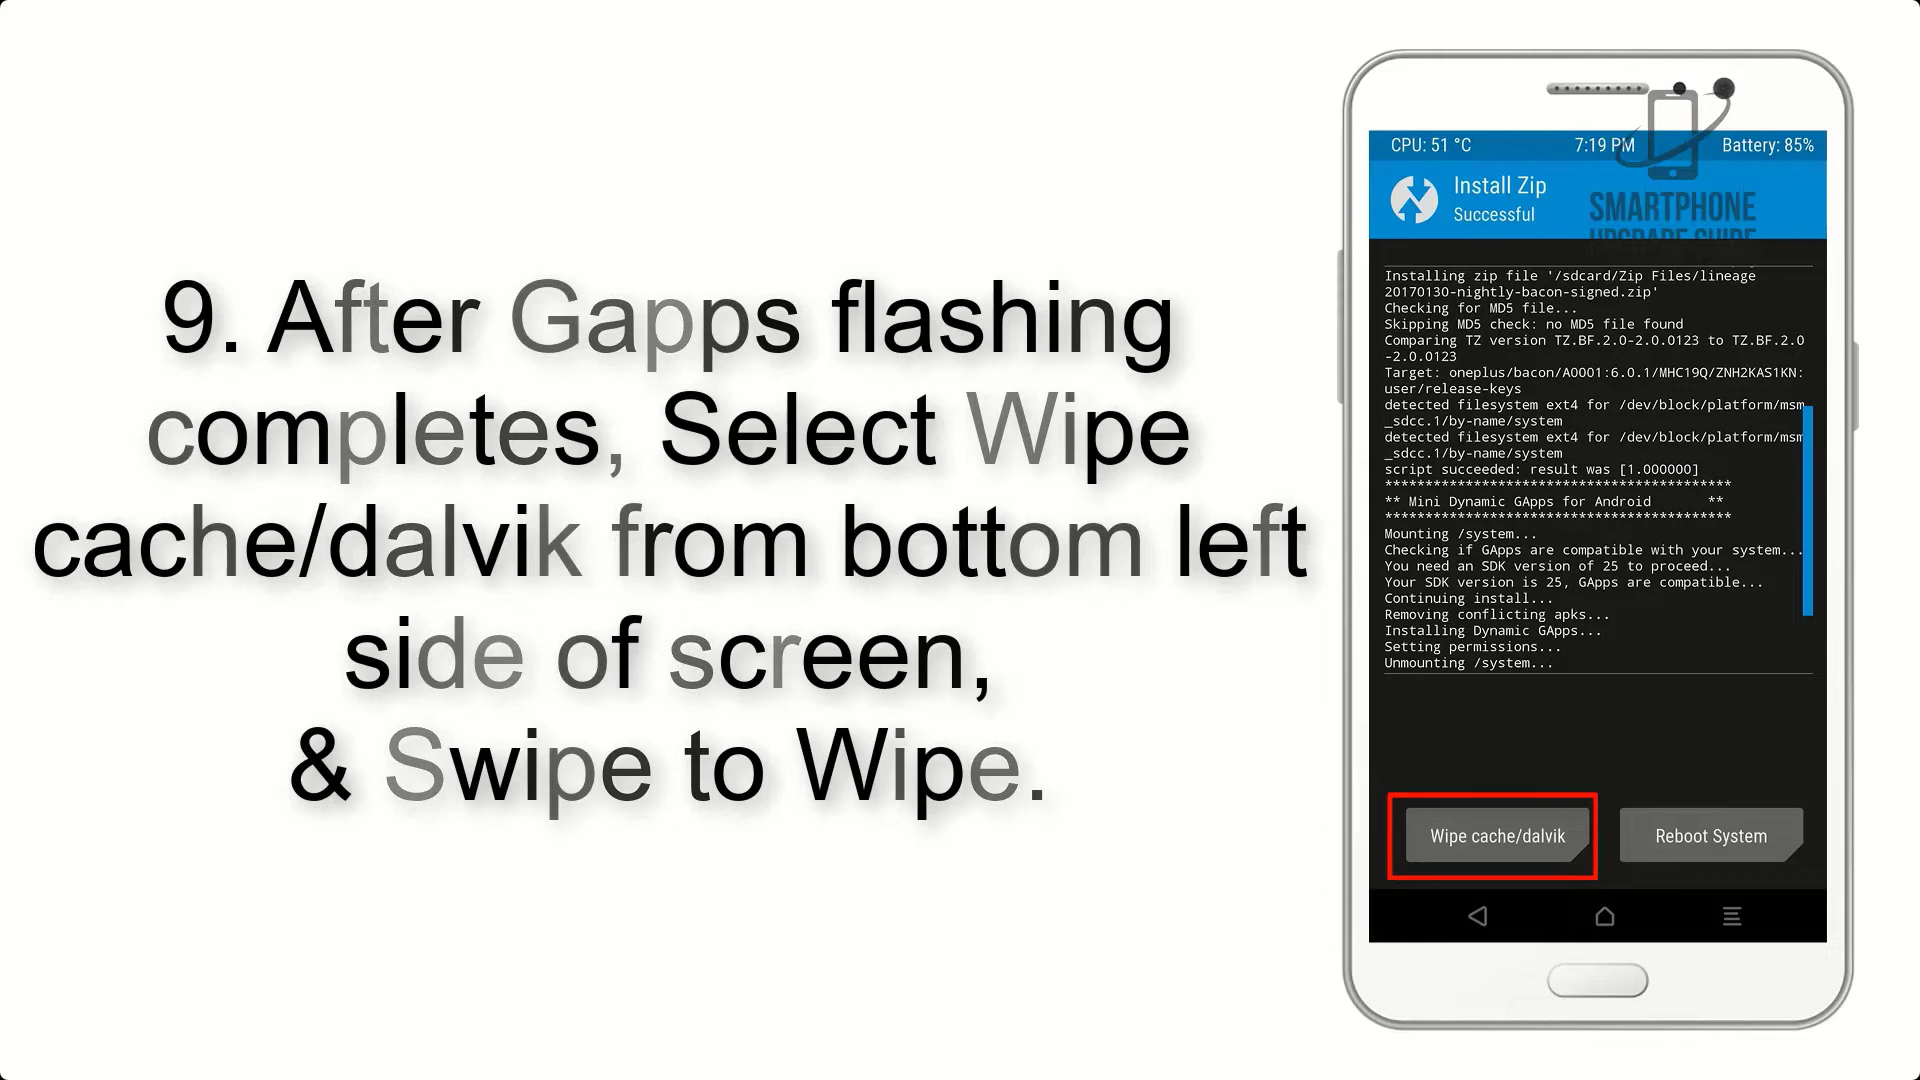 9. After Gapps flashing
completes, Select Wipe
cache/dalvik from bottom left
side of screen,
& Swipe to Wipe.
CPU: 51 °C 7:19 PM Battery: 85%
Install Zip
Successful
SMARTPHONE
UPGRADE GUIDE
Installing zip file '/sdcard/Zip Files/lineage
20170130-nightly-bacon-signed.zip'
Checking for MD5 file...
Skipping MD5 check: no MD5 file found
Comparing TZ version TZ.BF.2.0-2.0.0123 to TZ.BF.2.0
-2.0.0123
Target: oneplus/bacon/A0001:6.0.1/MHC19Q/ZNH2KAS1KN:
user/release-keys
detected filesystem ext4 for /dev/block/platform/msm
_sdcc.1/by-name/system
detected filesystem ext4 for /dev/block/platform/msm
_sdcc.1/by-name/system
script succeeded: result was [1.000000]
*******************************************
** Mini Dynamic GApps for Android **
*******************************************
Mounting /system...
Checking if GApps are compatible with your system...
You need an SDK version of 25 to proceed...
Your SDK version is 25, GApps are compatible...
Continuing install...
Removing conflicting apks...
Installing Dynamic GApps...
Setting permissions...
Unmounting /system...
Wipe cache/dalvik Reboot System